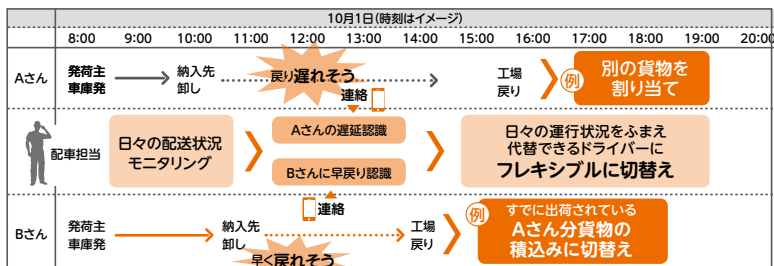 10月1日(時刻はイメージ)
8:00 9:00 10:00 11:00 12:00 13:00 14:00 15:00 16:00 17:00 18:00 19:00 20:00
Aさん
発荷主
車庫発
納入先
卸し
戻り遅れそう
連絡
工場
戻り
例
別の貨物を
割り当て
配車担当
日々の配送状況
モニタリング
Aさんの遅延認識
Bさんに早戻り認識
日々の運行状況をふまえ
代替できるドライバーに
フレキシブルに切替え
連絡
Bさん
発荷主
車庫発
納入先
卸し
早く戻れそう
工場
戻り
例
すでに出荷されている
Aさん分貨物の
積込みに切替え